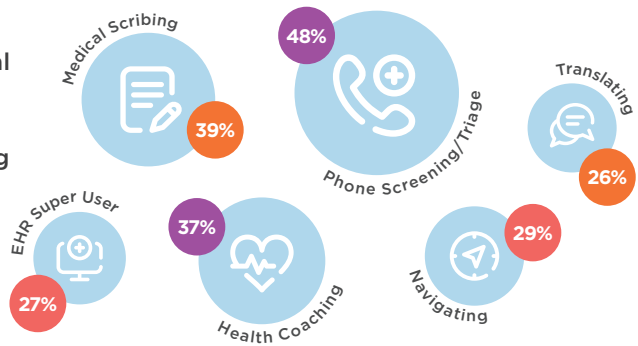 Medical Scribing
39%
48%
Phone Screening/Triage
Translating
26%
EHR Super User
27%
37%
Health Coaching
29%
Navigating